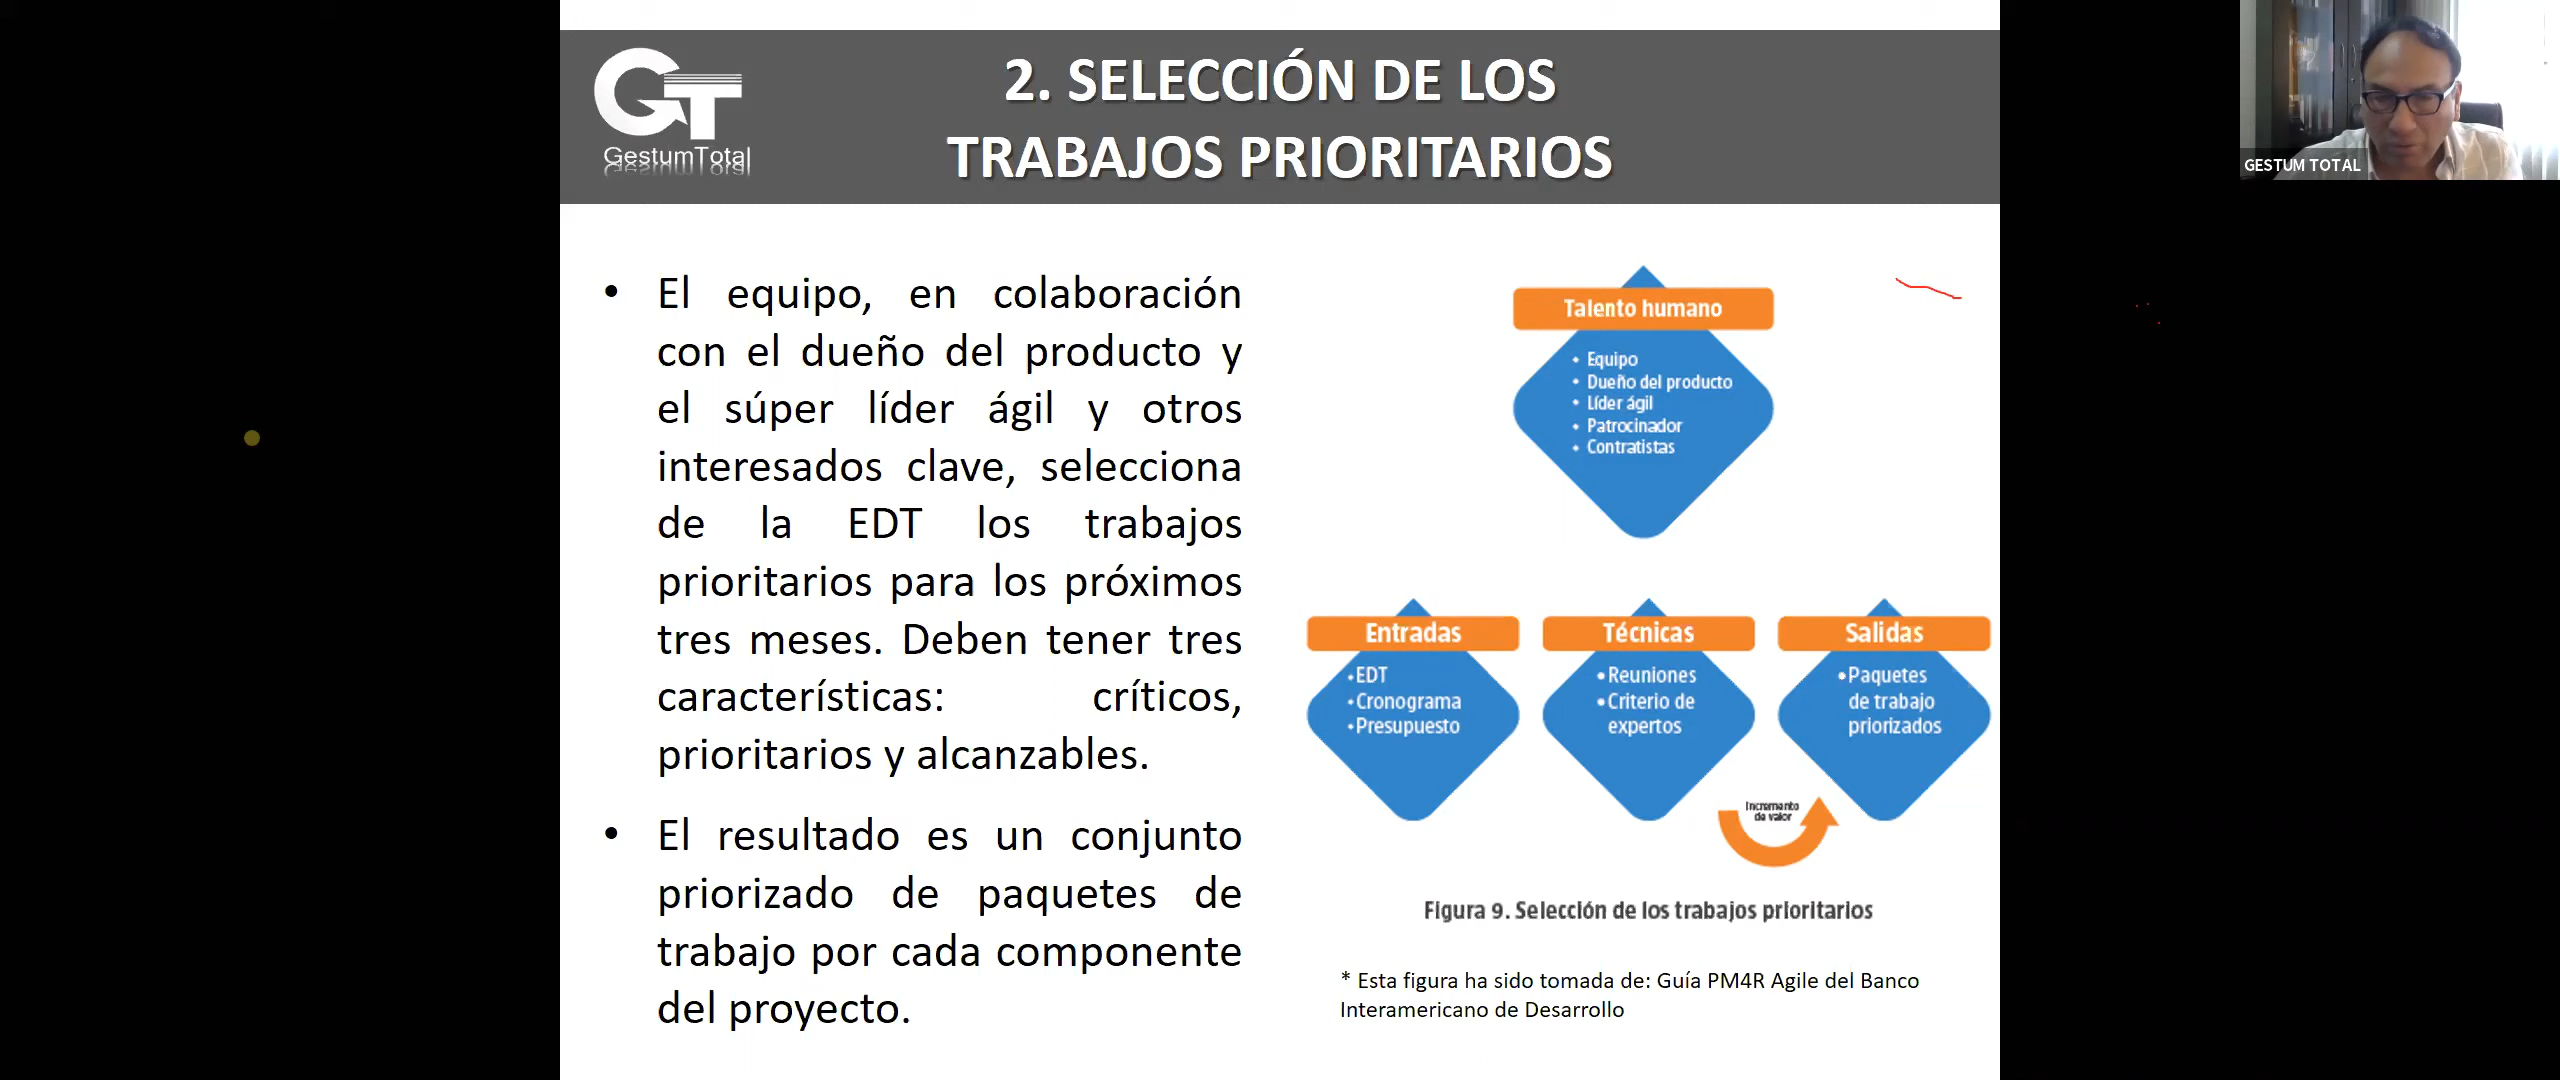 2. SELECCIÓN DE LOS
TRABAJOS PRIORITARIOS
GT
GestumTotal
GESTUM TOTAL
• El equipo, en colaboración
con el dueño del producto y
el súper líder ágil y otros
interesados clave, selecciona
de la EDT los trabajos
prioritarios para los próximos
tres meses. Deben tener tres
características: críticos,
prioritarios y alcanzables.
• El resultado es un conjunto
priorizado de paquetes de
trabajo por cada componente
del proyecto.
Talento humano
• Equipo
• Dueño del producto
• Líder ágil
• Patrocinador
• Contratistas
Entradas
• EDT
• Cronograma
• Presupuesto
Técnicas
• Reuniones
• Criterio de
expertos
Salidas
• Paquetes
de trabajo
priorizados
Incremento
de valor
Figura 9. Selección de los trabajos prioritarios
* Esta figura ha sido tomada de: Guía PM4R Agile del Banco
Interamericano de Desarrollo